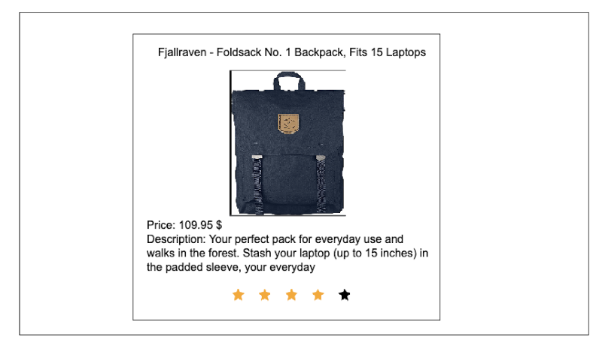 Fjallraven - Foldsack No. 1 Backpack, Fits 15 Laptops
Price: 109.95 $
Description: Your perfect pack for everyday use and
walks in the forest. Stash your laptop (up to 15 inches) in
the padded sleeve, your everyday